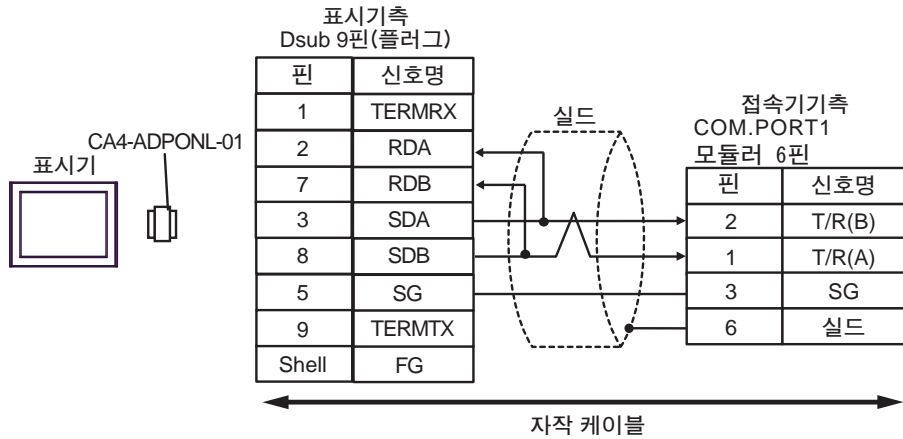 표시기측
Dsub 9핀(플러그)
핀 신호명
1 TERMRX
2 RDA
7 RDB
3 SDA
8 SDB
5 SG
9 TERMTX
Shell FG
CA4-ADPONL-01
표시기
실드
접속기기측
COM.PORT1
모듈러 6핀
핀 신호명
2 T/R(B)
1 T/R(A)
3 SG
6 실드
자작 케이블